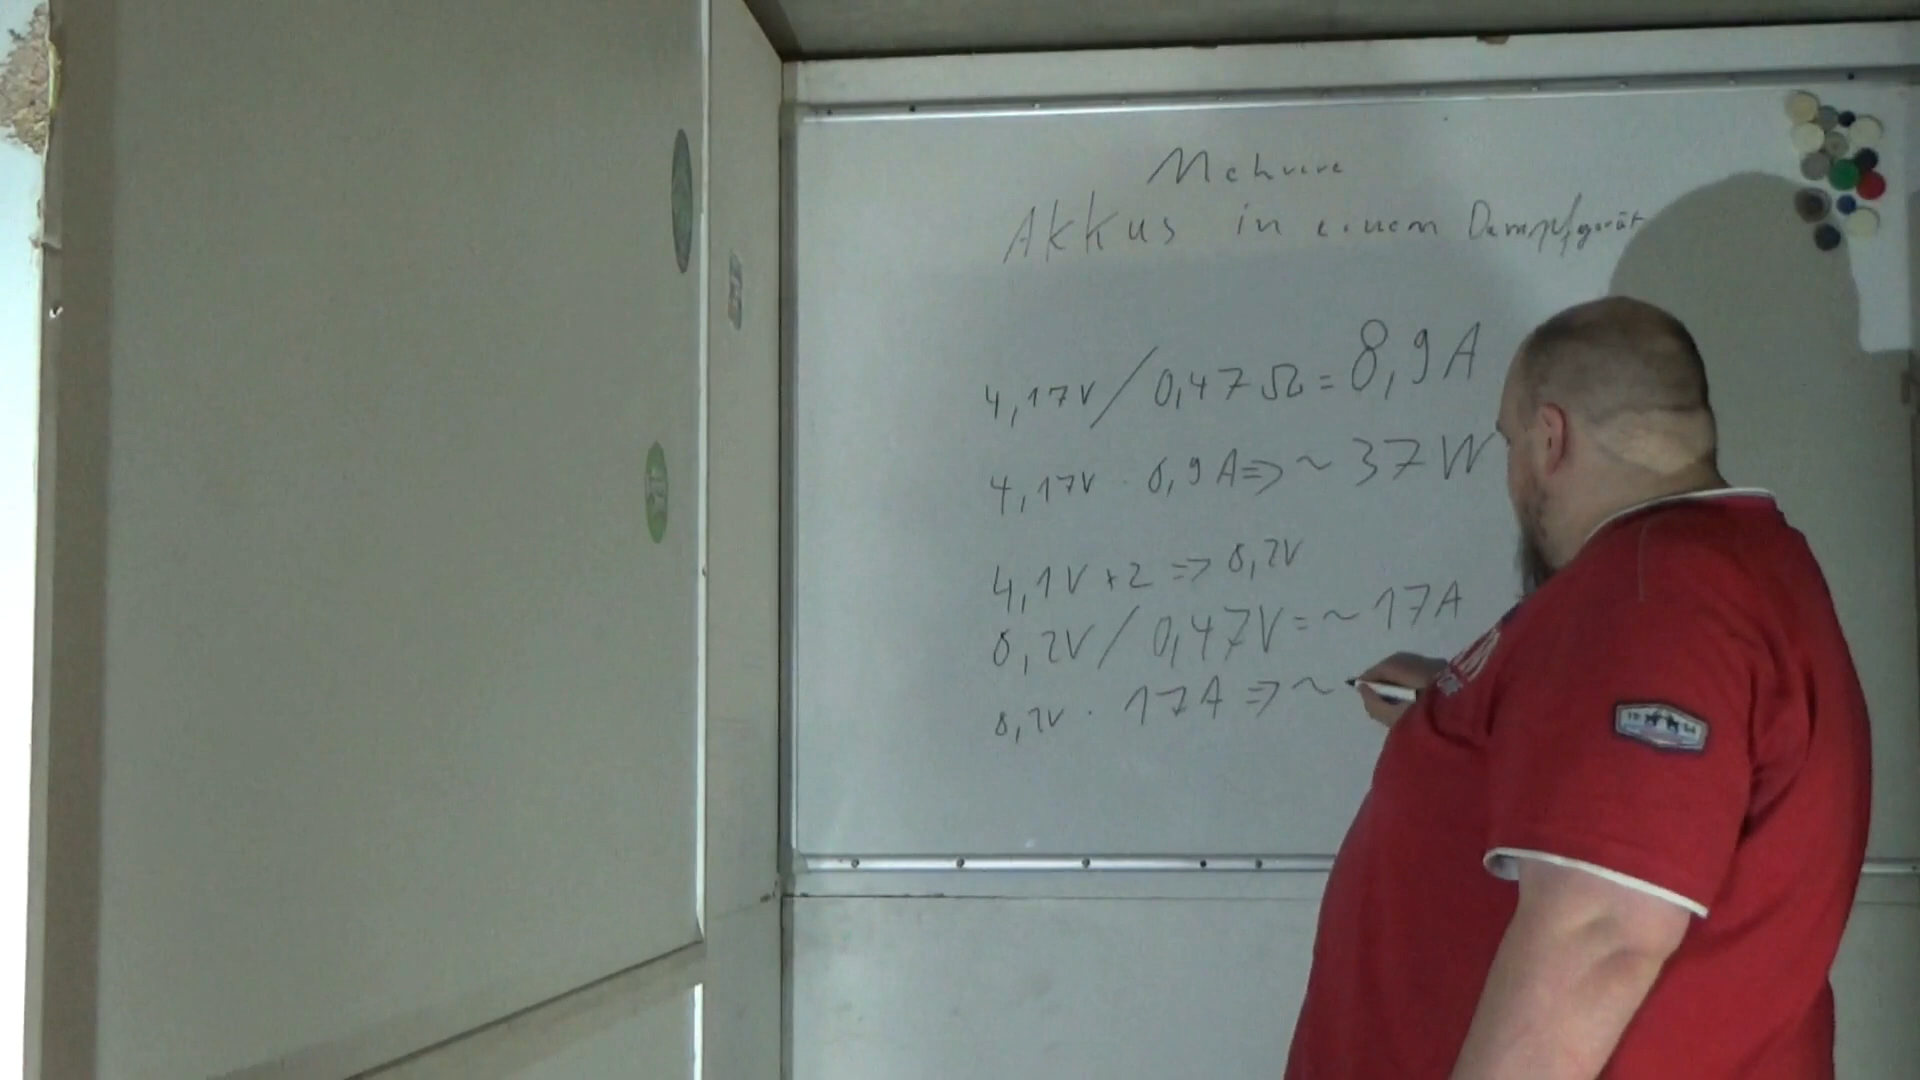 Mehrere
Akkus in einem Dampfgerät
4,17V / 0,47 Ω = 8,9A
4,17V · 8,9A => ~ 37W
4,1V * 2 => 8,2V
8,2V / 0,47V = ~ 17A
8,2V · 17A => ~